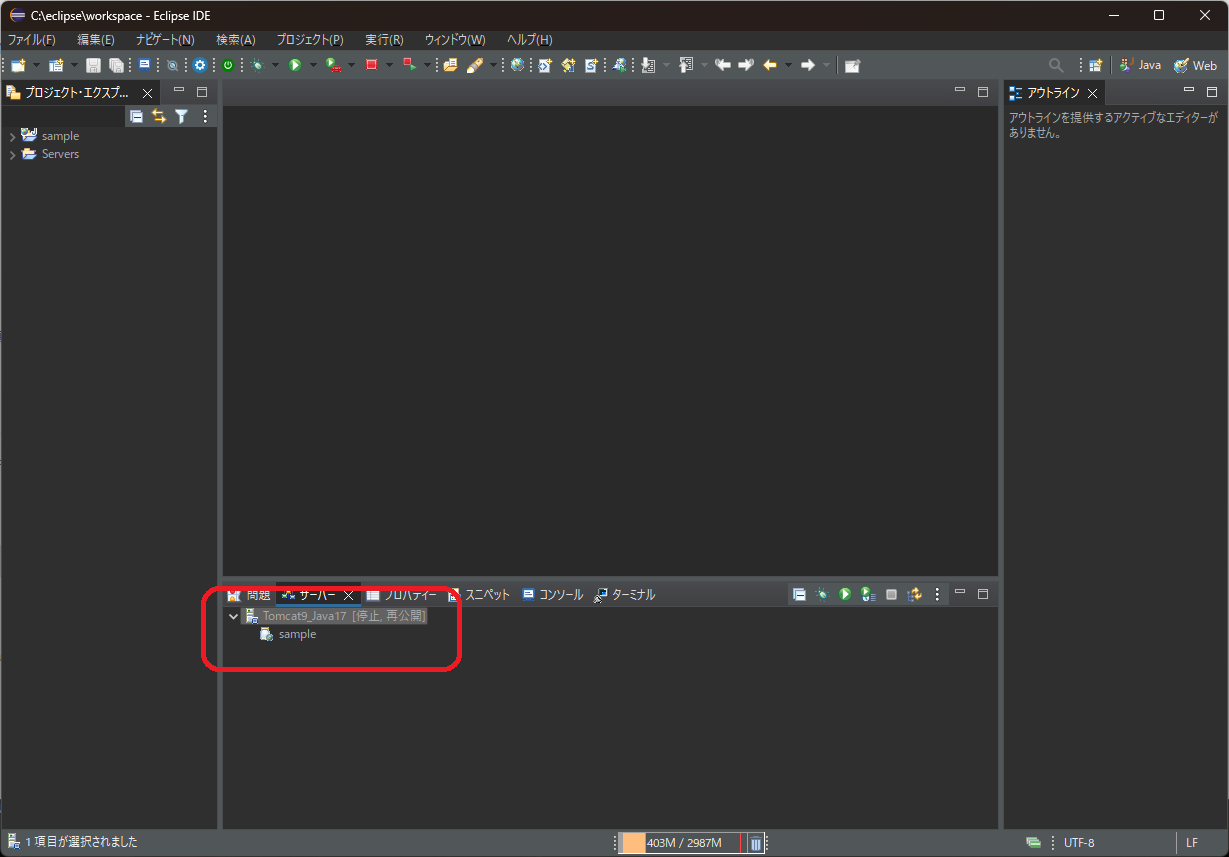 C:\eclipse\workspace - Eclipse IDE
ファイル(F) 編集(E) ナビゲート(N) 検索(A) プロジェクト(P) 実行(R) ウィンドウ(W) ヘルプ(H)
Java Web
プロジェクト・エクスプ...
アウトライン
sample
Servers
アウトラインを提供するアクティブなエディターが
ありません。
問題 サーバー プロパティー スニペット コンソール ターミナル
Tomcat9_Java17 [停止, 再公開]
sample
1 項目が選択されました
403M / 2987M
UTF-8
LF